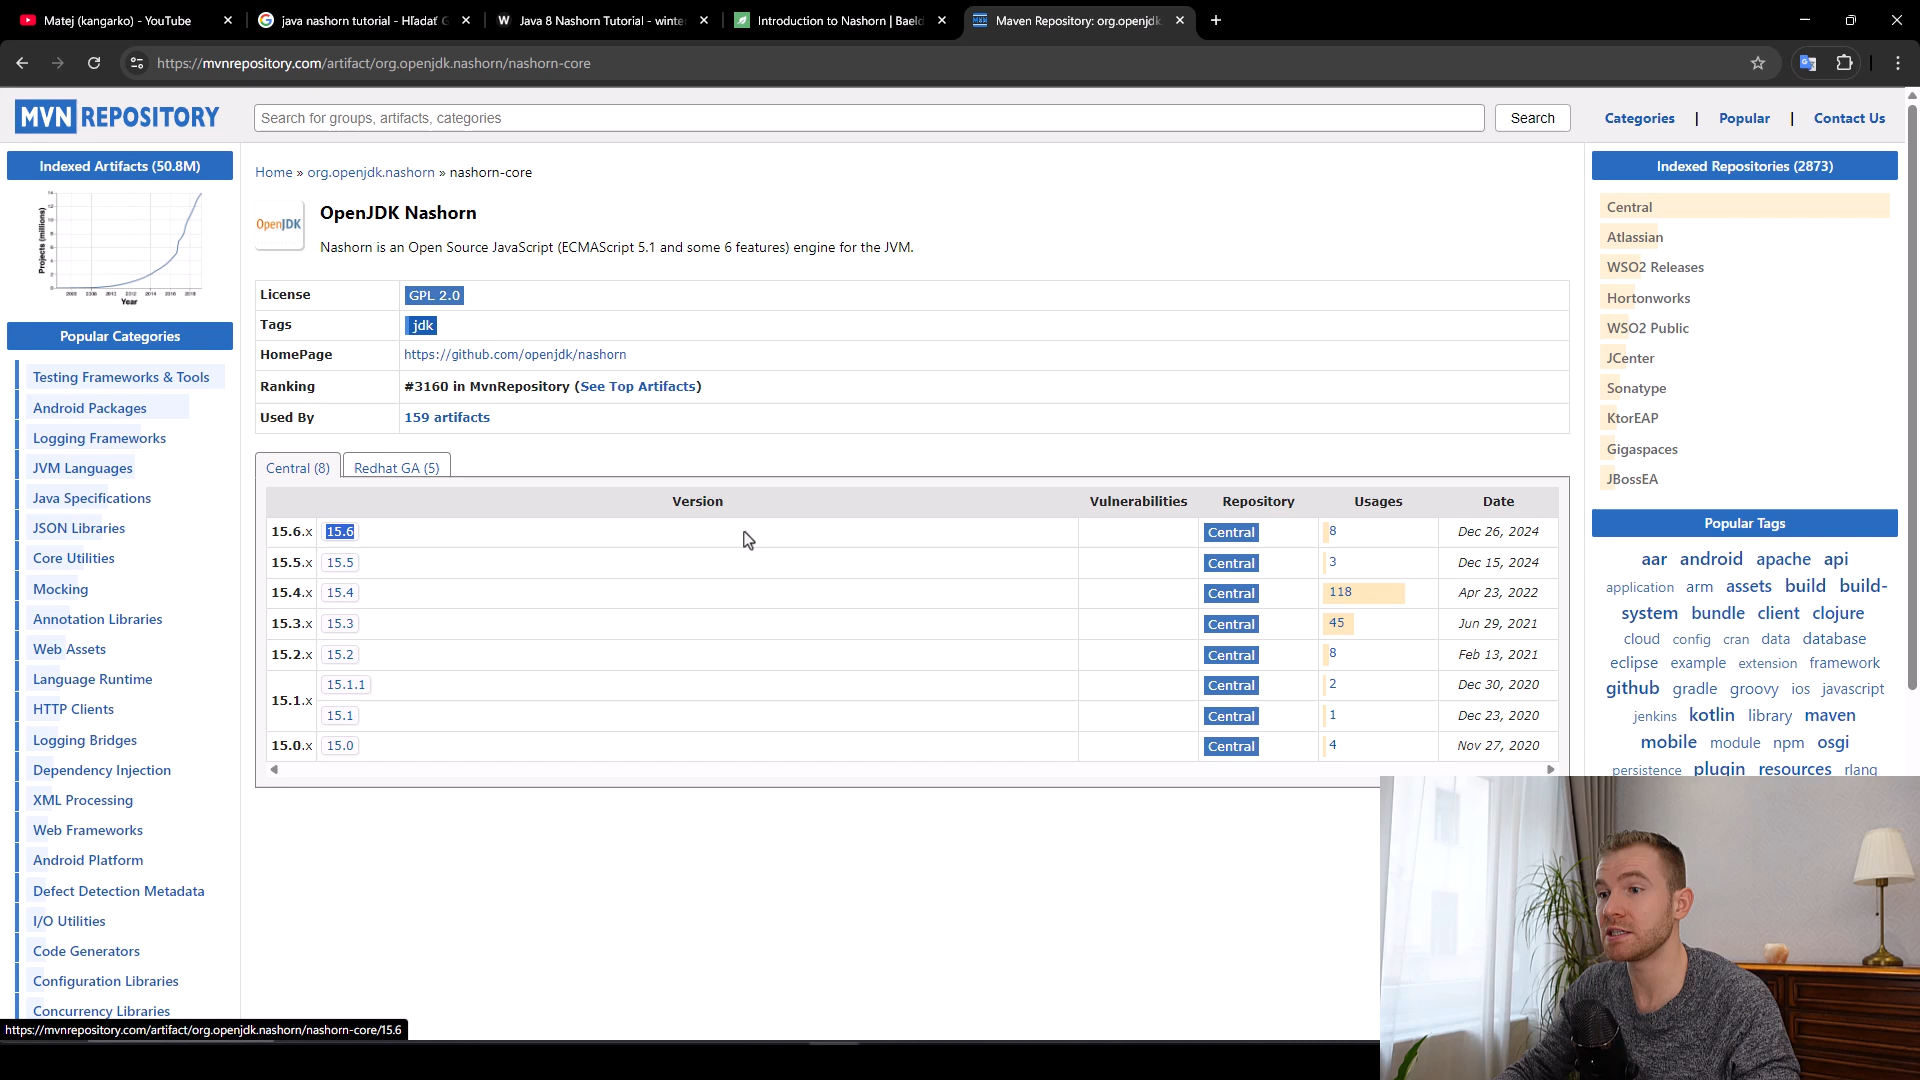 Matej (kangarko) - YouTube
java nashorn tutorial - Hľadať G
Java 8 Nashorn Tutorial - winte
Introduction to Nashorn | Baeld
Maven Repository: org.openjdk
https://mvnrepository.com/artifact/org.openjdk.nashorn/nashorn-core
MVN REPOSITORY
Search for groups, artifacts, categories
Search
Categories | Popular | Contact Us
Indexed Artifacts (50.8M)
Projects (millions)
Year
Popular Categories
Testing Frameworks & Tools
Android Packages
Logging Frameworks
JVM Languages
Java Specifications
JSON Libraries
Core Utilities
Mocking
Annotation Libraries
Web Assets
Language Runtime
HTTP Clients
Logging Bridges
Dependency Injection
XML Processing
Web Frameworks
Android Platform
Defect Detection Metadata
I/O Utilities
Code Generators
Configuration Libraries
Concurrency Libraries
https://mvnrepository.com/artifact/org.openjdk.nashorn/nashorn-core/15.6
Home » org.openjdk.nashorn » nashorn-core
OpenJDK
OpenJDK Nashorn
Nashorn is an Open Source JavaScript (ECMAScript 5.1 and some 6 features) engine for the JVM.
License GPL 2.0
Tags jdk
HomePage https://github.com/openjdk/nashorn
Ranking #3160 in MvnRepository (See Top Artifacts)
Used By 159 artifacts
Central (8) Redhat GA (5)
Version Vulnerabilities Repository Usages Date
15.6.x 15.6 Central 8 Dec 26, 2024
15.5.x 15.5 Central 3 Dec 15, 2024
15.4.x 15.4 Central 118 Apr 23, 2022
15.3.x 15.3 Central 45 Jun 29, 2021
15.2.x 15.2 Central 8 Feb 13, 2021
15.1.x 15.1.1 Central 2 Dec 30, 2020
15.1 Central 1 Dec 23, 2020
15.0.x 15.0 Central 4 Nov 27, 2020
Indexed Repositories (2873)
Central
Atlassian
WSO2 Releases
Hortonworks
WSO2 Public
JCenter
Sonatype
KtorEAP
Gigaspaces
JBossEA
Popular Tags
aar android apache api
application arm assets build build-
system bundle client clojure
cloud config cran data database
eclipse example extension framework
github gradle groovy ios javascript
jenkins kotlin library maven
mobile module npm osgi
persistence plugin resources rlang